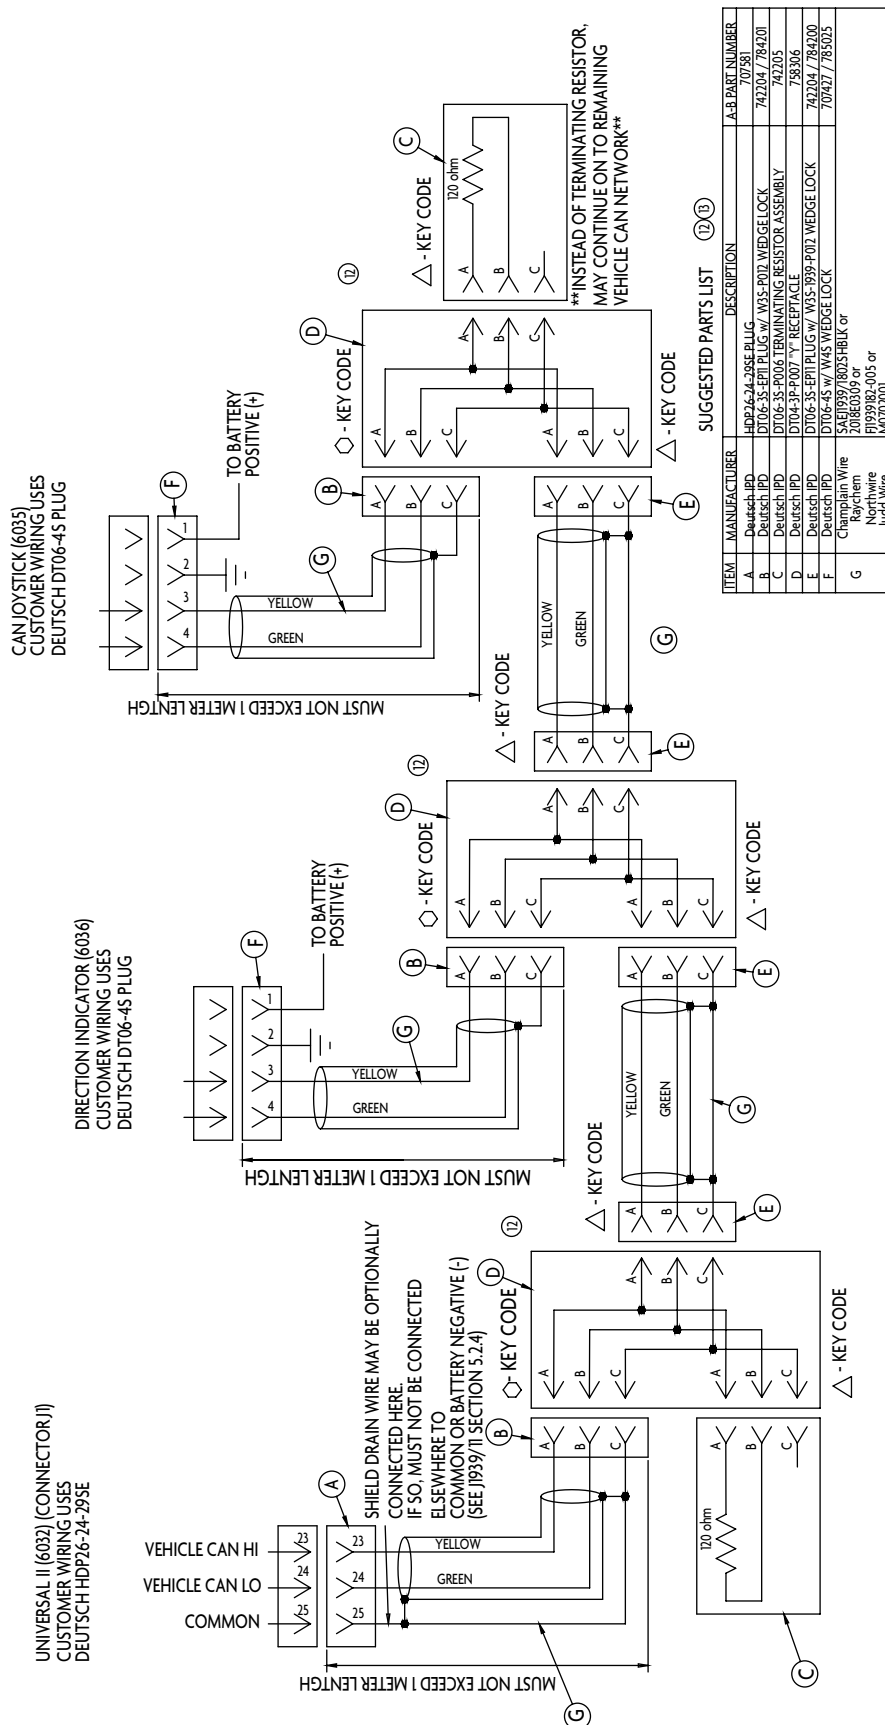 UNIVERSAL II (6032) (CONNECTOR J1)
CUSTOMER WIRING USES
DEUTSCH HDP26-24-29SE
VEHICLE CAN HI
VEHICLE CAN LO
COMMON
23
24
25
23
24
25
A
SHIELD DRAIN WIRE MAY BE OPTIONALLY
CONNECTED HERE.
IF SO, MUST NOT BE CONNECTED
ELSEWHERE TO
COMMON OR BATTERY NEGATIVE (-)
(SEE J1939/11 SECTION 5.2.4)
YELLOW
GREEN
MUST NOT EXCEED 1 METER LENTGH
G
B
A
B
C
- KEY CODE
D
12
A
B
C
A
B
C
A
B
C
- KEY CODE
120 ohm
A
B
C
C
DIRECTION INDICATOR (6036)
CUSTOMER WIRING USES
DEUTSCH DT06-4S PLUG
4
3
2
1
F
TO BATTERY
POSITIVE (+)
YELLOW
GREEN
G
MUST NOT EXCEED 1 METER LENTGH
B
A
B
C
- KEY CODE
D
12
A
B
C
A
B
C
A
B
C
- KEY CODE
- KEY CODE
A
B
C
E
YELLOW
GREEN
G
A
B
C
E
CAN JOYSTICK (6035)
CUSTOMER WIRING USES
DEUTSCH DT06-4S PLUG
4
3
2
1
F
TO BATTERY
POSITIVE (+)
YELLOW
GREEN
G
MUST NOT EXCEED 1 METER LENTGH
B
A
B
C
- KEY CODE
D
12
A
B
C
A
B
C
A
B
C
- KEY CODE
- KEY CODE
A
B
C
E
YELLOW
GREEN
G
A
B
C
E
- KEY CODE
C
120 ohm
A
B
C
**INSTEAD OF TERMINATING RESISTOR,
MAY CONTINUE ON TO REMAINING
VEHICLE CAN NETWORK**
SUGGESTED PARTS LIST 12 13
ITEM MANUFACTURER DESCRIPTION A-B PART NUMBER
A Deutsch IPD HDP26-24-29SE PLUG 707581
B Deutsch IPD DT06-3S-EP11 PLUG w/ W3S-P012 WEDGE LOCK 742204 / 784201
C Deutsch IPD DT06-3S-P006 TERMINATING RESISTOR ASSEMBLY 742205
D Deutsch IPD DT04-3P-P007 "Y" RECEPTACLE 758306
E Deutsch IPD DT06-3S-EP11 PLUG w/ W3S-1939-P012 WEDGE LOCK 742204 / 784200
F Deutsch IPD DT06-4S w/ W4S WEDGE LOCK 707427 / 785025
G Champlain Wire SAEJ1939/1802SHBLK or
Raychem 2018E0309 or
Northwire FJ1939182-005 or
Judd Wire